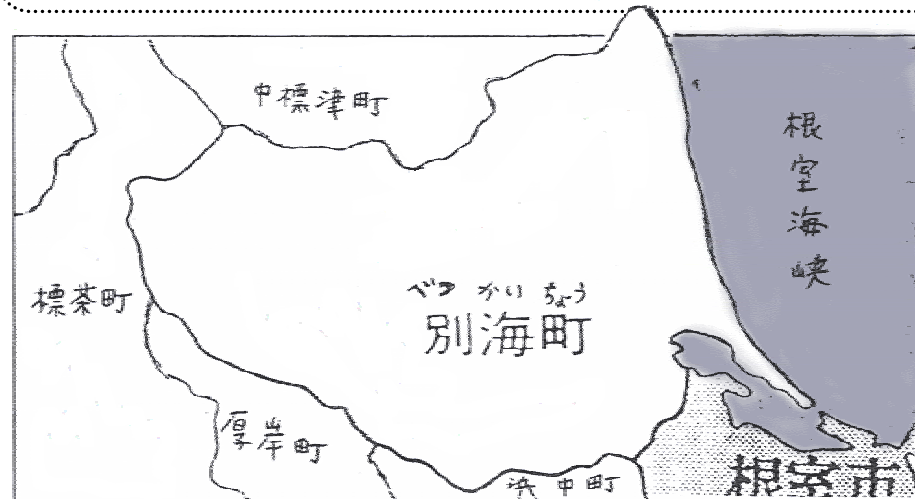 中標津町
根室海峡
標茶町
べつ かい ちょう
別海町
厚岸町
浜中町
根室市